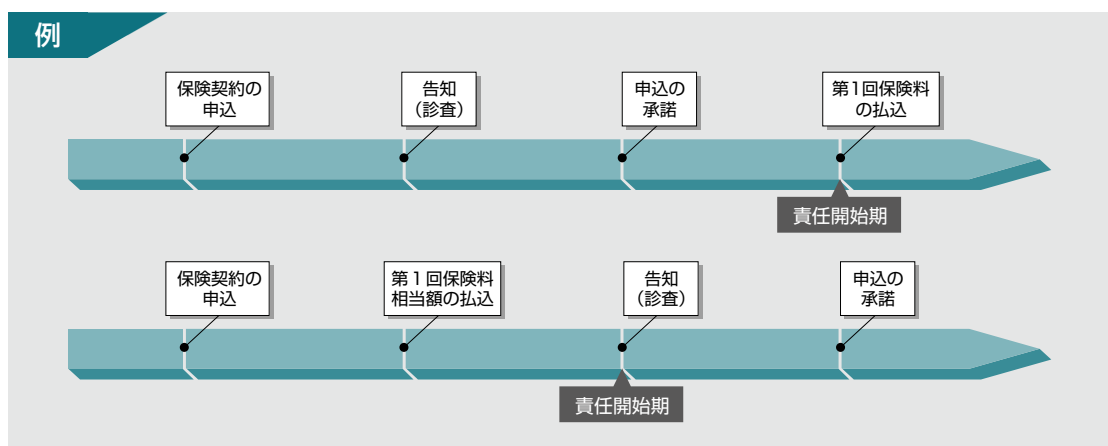 例
保険契約の
申込
告知
（診査）
申込の
承諾
第1回保険料
の払込
責任開始期
保険契約の
申込
第1回保険料
相当額の払込
告知
（診査）
申込の
承諾
責任開始期